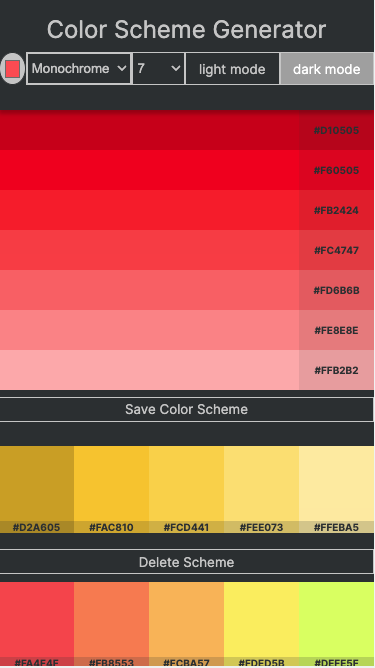 Color Scheme Generator
Monochrome 7 light mode dark mode
#D10505
#F60505
#FB2424
#FC4747
#FD6B6B
#FE8E8E
#FFB2B2
Save Color Scheme
#D2A605 #FAC810 #FCD441 #FEE073 #FFEBA5
Delete Scheme
#FA4F4F #FB8553 #FCBA57 #FDED5B #DEFE5F